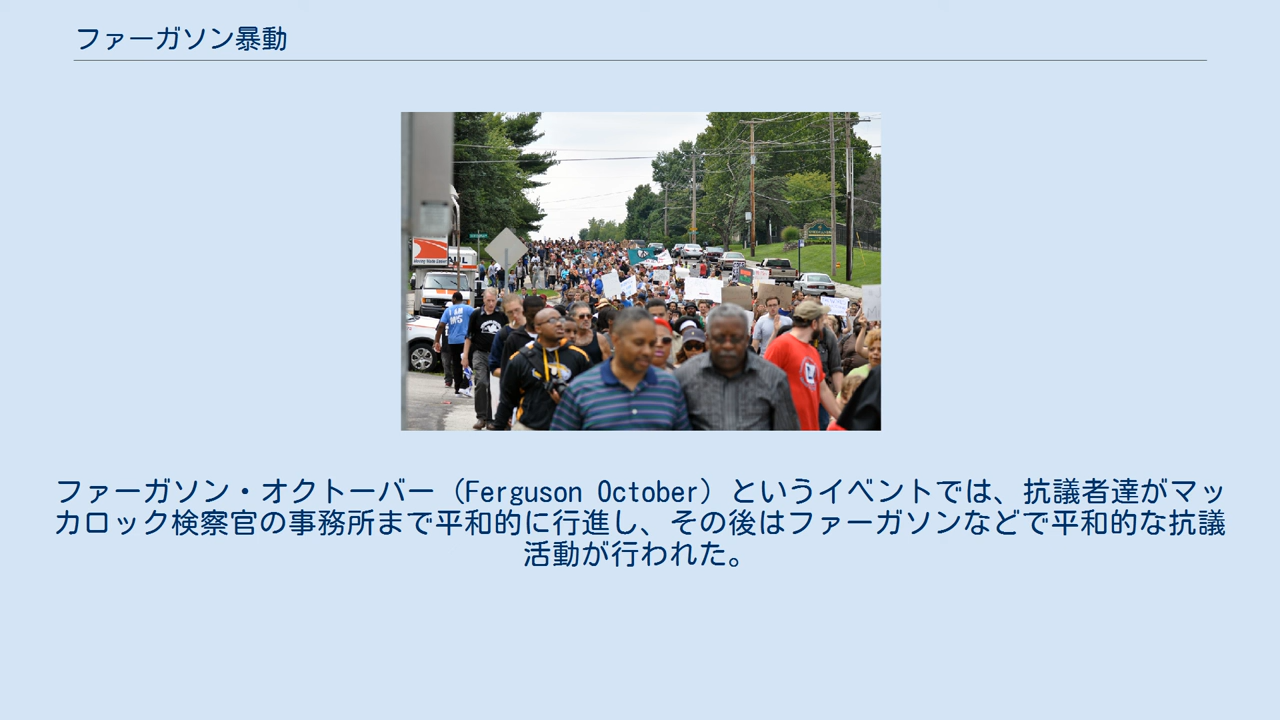 ファーガソン暴動
ファーガソン・オクトーバー（Ferguson October）というイベントでは、抗議者達がマッ
カロック検察官の事務所まで平和的に行進し、その後はファーガソンなどで平和的な抗議
活動が行われた。